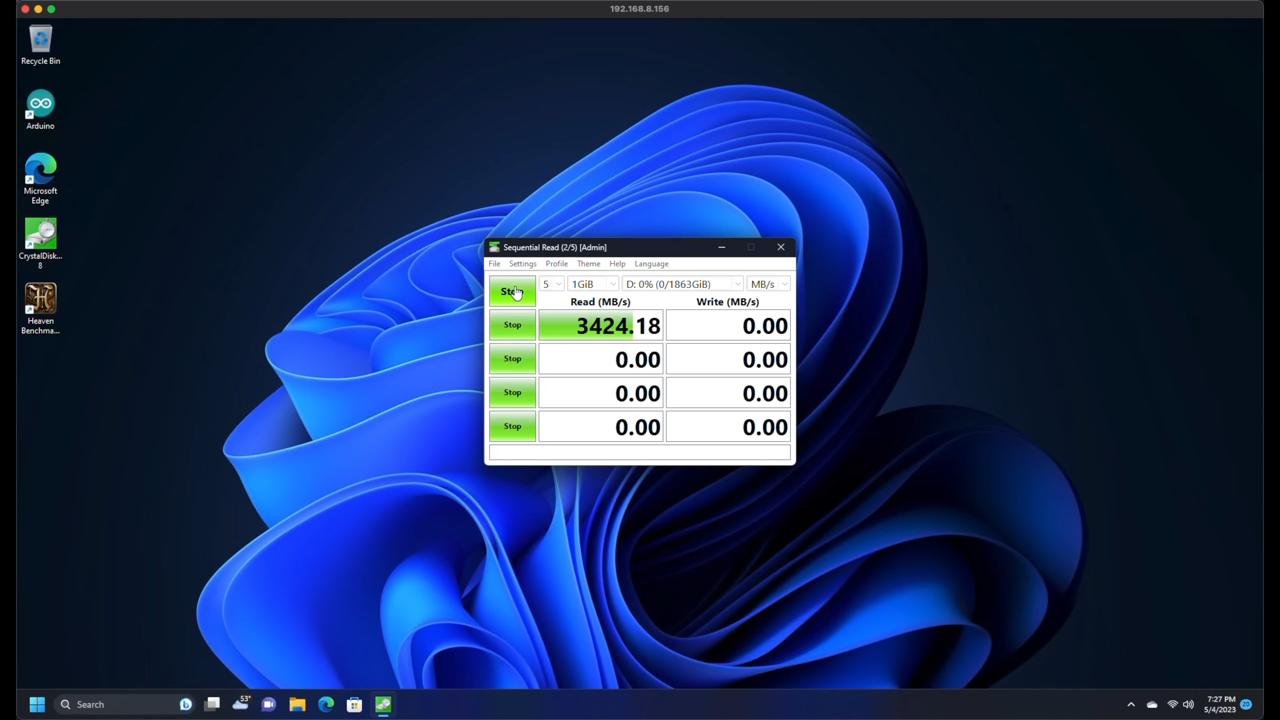 192.168.8.156
Recycle Bin
Arduino
Microsoft
Edge
CrystalDisk...
8
Heaven
Benchma...
Sequential Read (2/5) [Admin]
File Settings Profile Theme Help Language
Stop 5 1GiB D: 0% (0/1863GiB) MB/s
Read (MB/s) Write (MB/s)
Stop 3424.18 0.00
Stop 0.00 0.00
Stop 0.00 0.00
Stop 0.00 0.00
Search 53° 7:27 PM
5/4/2023 20